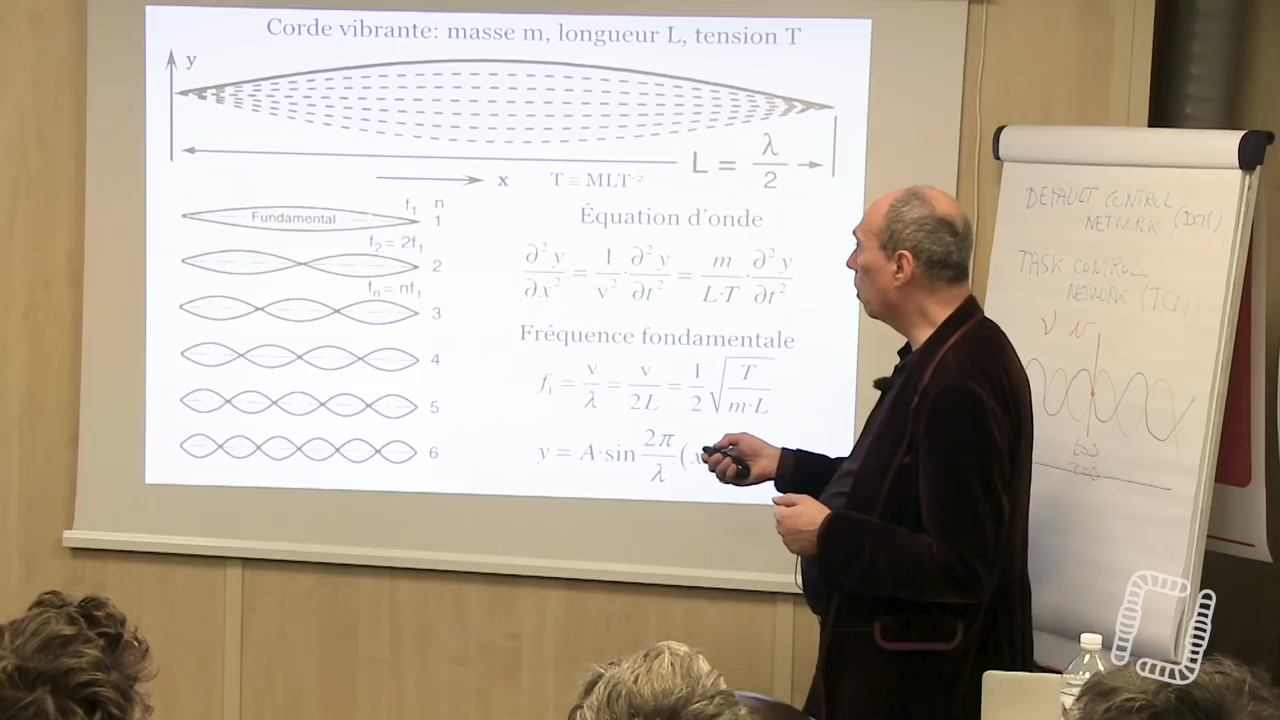 Corde vibrante: masse m, longueur L, tension T
y
L = λ/2
x
T ≡ MLT⁻²
f₁ n
Fundamental 1
f₂ = 2f₁
2
fₙ = nf₁
3
4
5
6
Équation d'onde
∂²y/∂x² = 1/v² · ∂²y/∂t² = m/L·T · ∂²y/∂t²
Fréquence fondamentale
f₁ = v/λ = v/2L = 1/2 √T/m·L
y = A·sin 2π/λ (x
DEFAULT CONTROL
NETWORK (DCN)
TASK CONTROL
NETWORK (TCN)